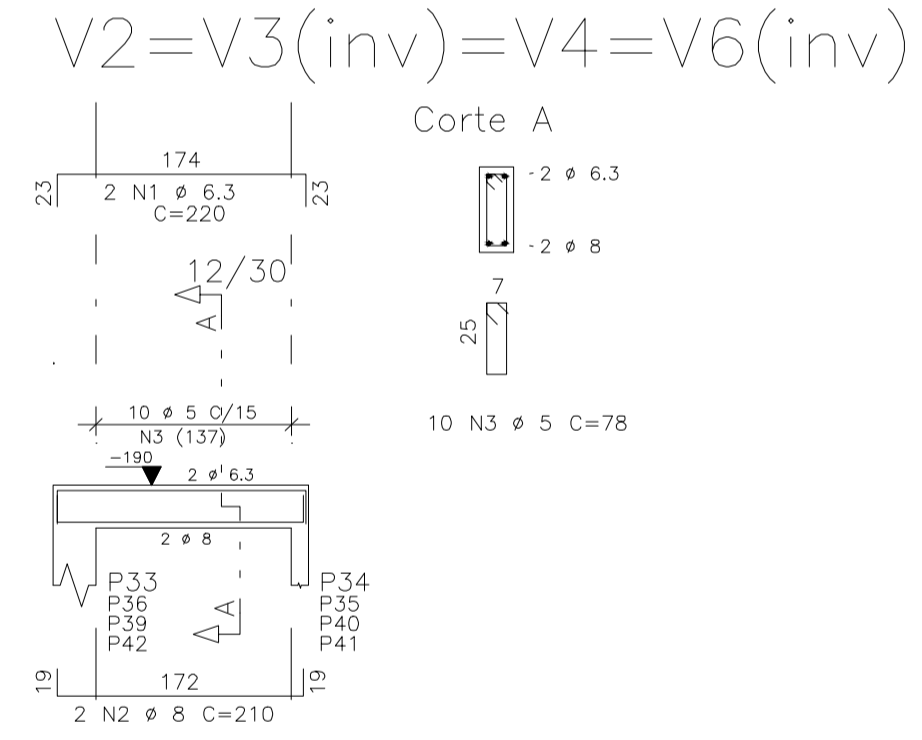 V2=V3(inv)=V4=V6(inv)
Corte A
174
23
23
2 N1 ø 6.3
C=220
-2 ø 6.3
-2 ø 8
12/30
A
7
25
10 ø 5 C/15
N3 (137)
10 N3 ø 5 C=78
-190
2 ø 6.3
2 ø 8
P33
P36
P39
P42
A
P34
P35
P40
P41
19
172
19
2 N2 ø 8 C=210